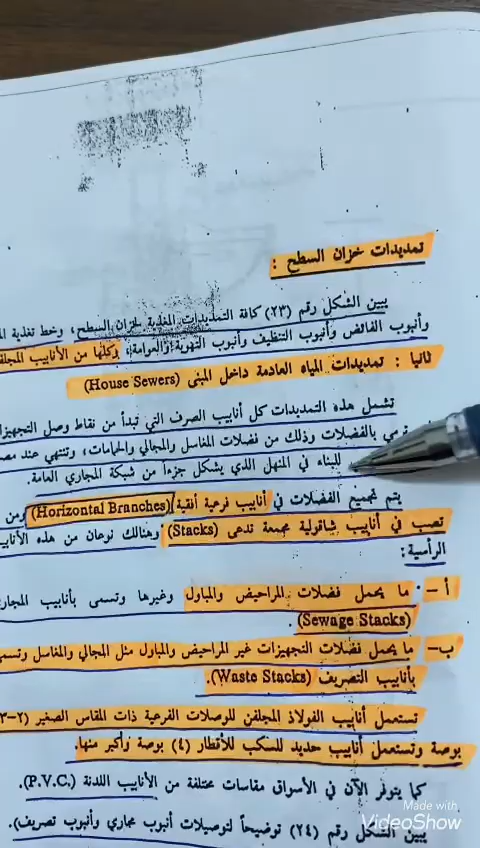 تمديدات خزان السطح :
يبين الشكل رقم (٢٣) كافة التمديدات المغذية لخزان السطح، وخط تغذية
وأنبوب الفائض وأنبوب التنظيف وأنبوب التهوية والعوامة، وكلها من الأنابيب
ثانيا : تمديدات المياه العادمة داخل المبنى (House Sewers)
تشمل هذه التمديدات كل أنابيب الصرف التي تبدأ من نقاط وصل
بالفضلات وذلك من فضلات المغاسل والمجالي والحمامات، وتنتهي عند
للبناء في المنهل الذي يشكل جزءاً من شبكة المجاري العامة.
يتم تجميع الفضلات في أنابيب فرعية أفقية (Horizontal Branches) ومن
تصب في أنابيب شاقولية مجمعة تدعى (Stacks) وهنالك نوعان من هذه
الرأسية :
أ – ما يحمل فضلات المراحيض والمباول وغيرها وتسمى بأنابيب
(Sewage Stacks) .
ب– ما يحمل فضلات التجهيزات غير المراحيض والمباول مثل المجالي والمغاسل
بأنابيب التصريف (Waste Stacks).
تستعمل أنابيب الفولاذ المجلفن للوصلات الفرعية ذات المقاس الصغير
بوصة وتستعمل أنابيب حديد للسكب للأقطار (٤) بوصة وأكبر منها.
كما يتوفر الآن في الأسواق مقاسات مختلفة من الأنابيب اللدنة (P.V.C.).
يبين الشكل رقم (٢٤) توضيحاً لتوصيلات أنبوب مجاري وأنبوب تصريف).
Made with
VideoShow